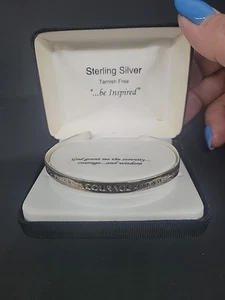 Sterling Silver
Tarnish Free
"...be Inspired"
God grant me the serenity...
courage...and wisdom
COURAGE